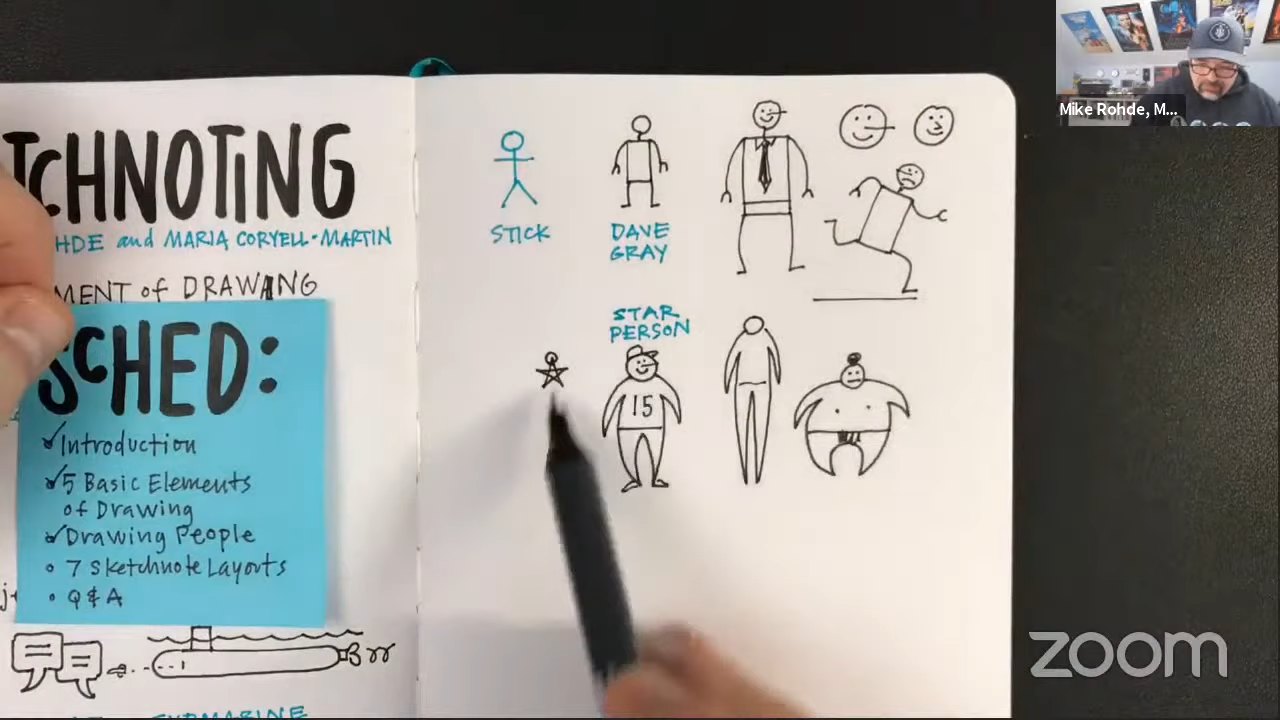 TCHNOTING
HDE and MARIA CORYELL-MARTIN
MENT of DRAWING
SCHED:
Introduction
5 Basic Elements
of Drawing
Drawing People
7 Sketchnote Layouts
Q & A
STICK
DAVE
GRAY
STAR
PERSON
15
Mike Rohde, M...
zoom